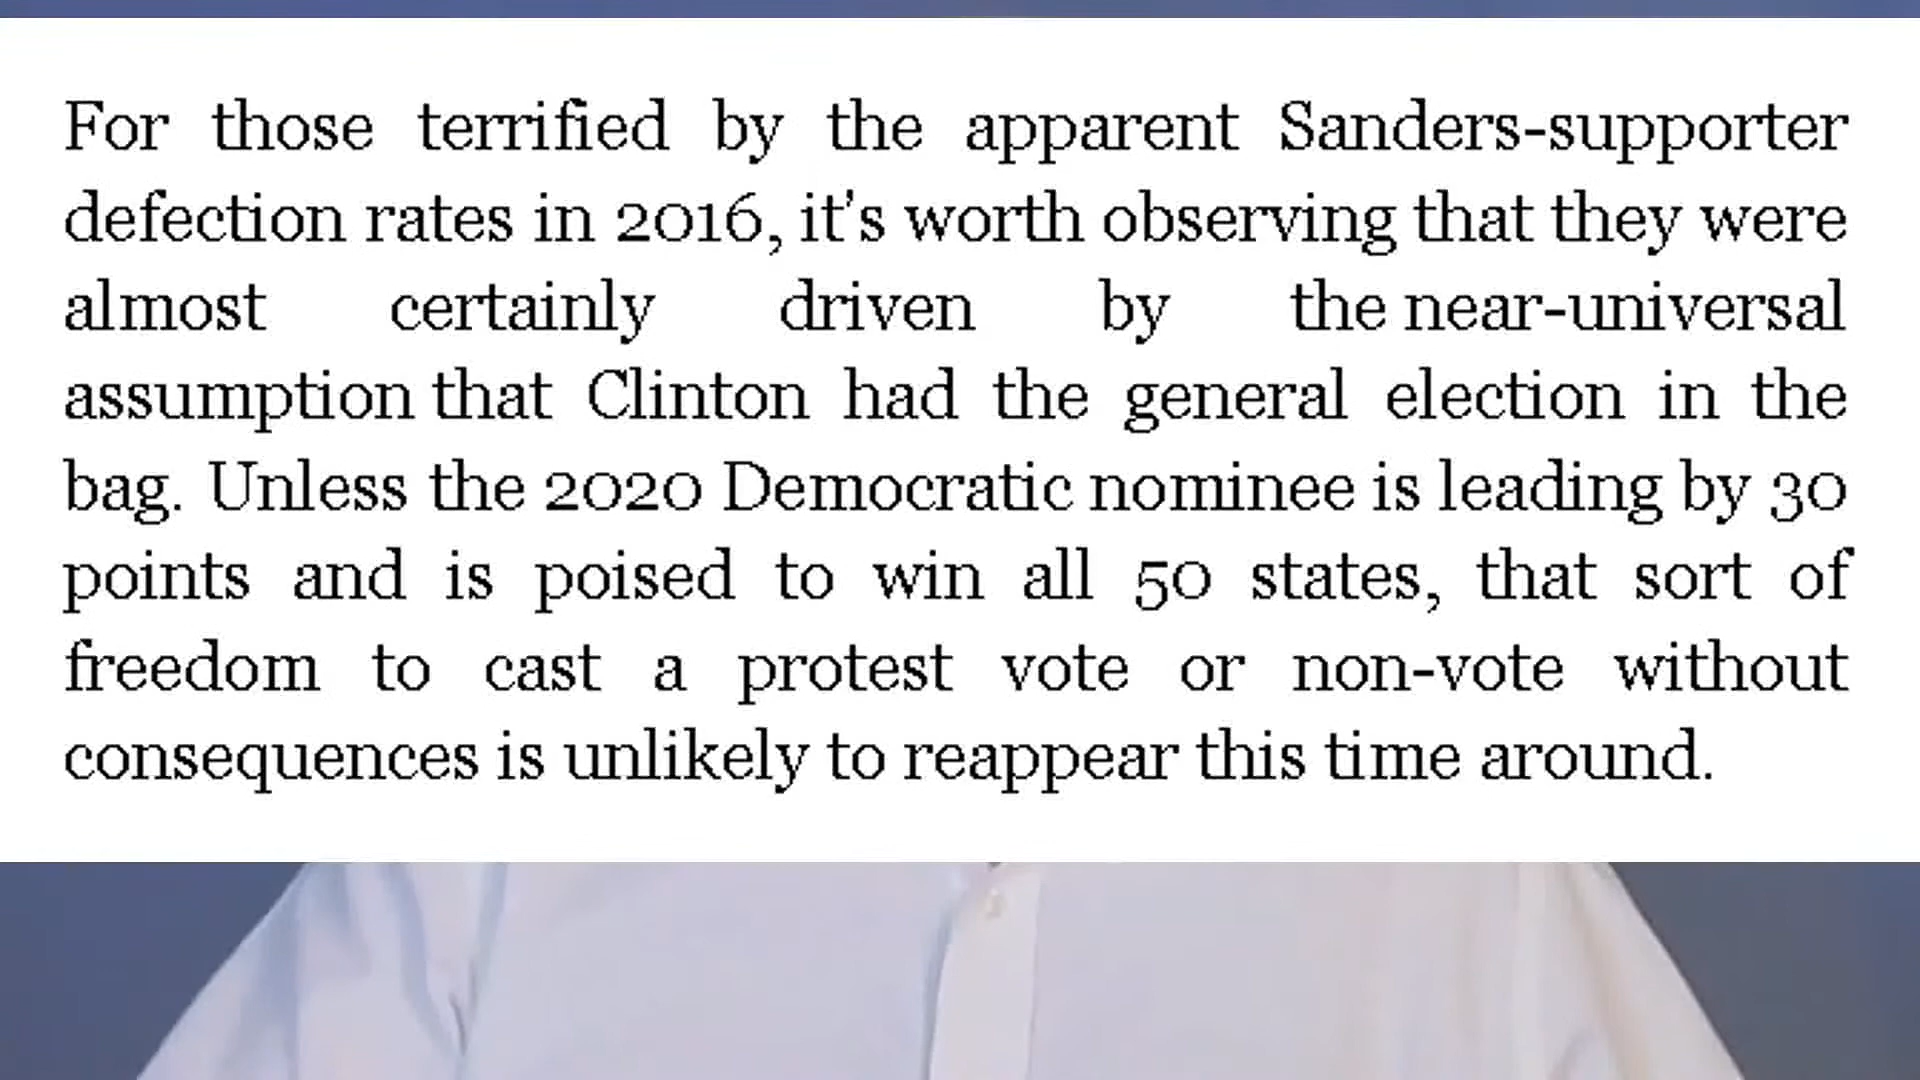 For those terrified by the apparent Sanders-supporter
defection rates in 2016, it's worth observing that they were
almost certainly driven by the near-universal
assumption that Clinton had the general election in the
bag. Unless the 2020 Democratic nominee is leading by 30
points and is poised to win all 50 states, that sort of
freedom to cast a protest vote or non-vote without
consequences is unlikely to reappear this time around.